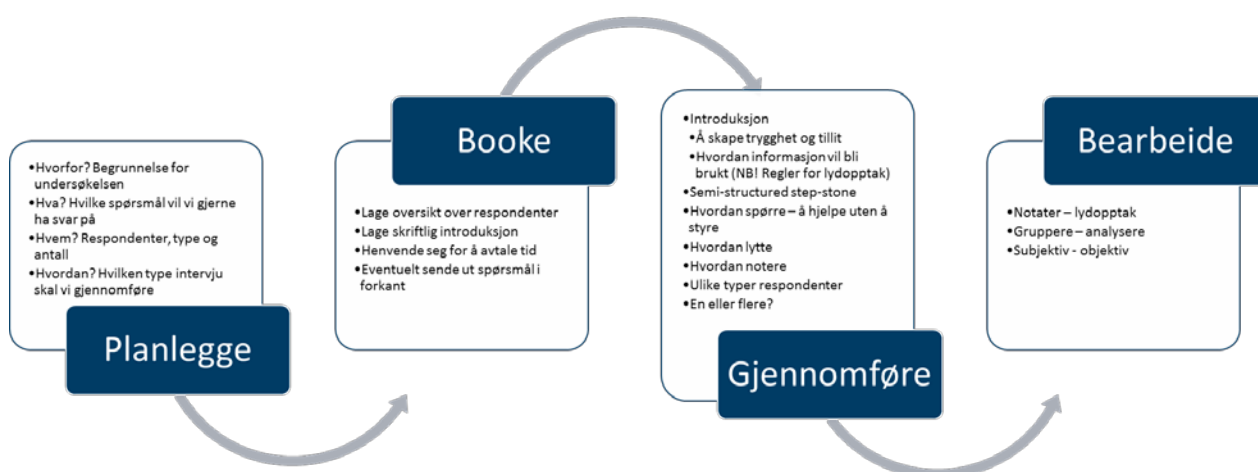 •Hvorfor? Begrunnelse for
undersøkelsen
•Hva? Hvilke spørsmål vil vi gjerne
ha svar på
•Hvem? Respondenter, type og
antall
•Hvordan? Hvilken type intervju
skal vi gjennomføre
Planlegge
Booke
•Lage oversikt over respondenter
•Lage skriftlig introduksjon
•Henvende seg for å avtale tid
•Eventuelt sende ut spørsmål i
forkant
•Introduksjon
•Å skape trygghet og tillit
•Hvordan informasjon vil bli
brukt (NB! Regler for lydopptak)
•Semi-structured step-stone
•Hvordan spørre – å hjelpe uten å
styre
•Hvordan lytte
•Hvordan notere
•Ulike typer respondenter
•En eller flere?
Gjennomføre
Bearbeide
•Notater – lydopptak
•Gruppere – analysere
•Subjektiv - objektiv